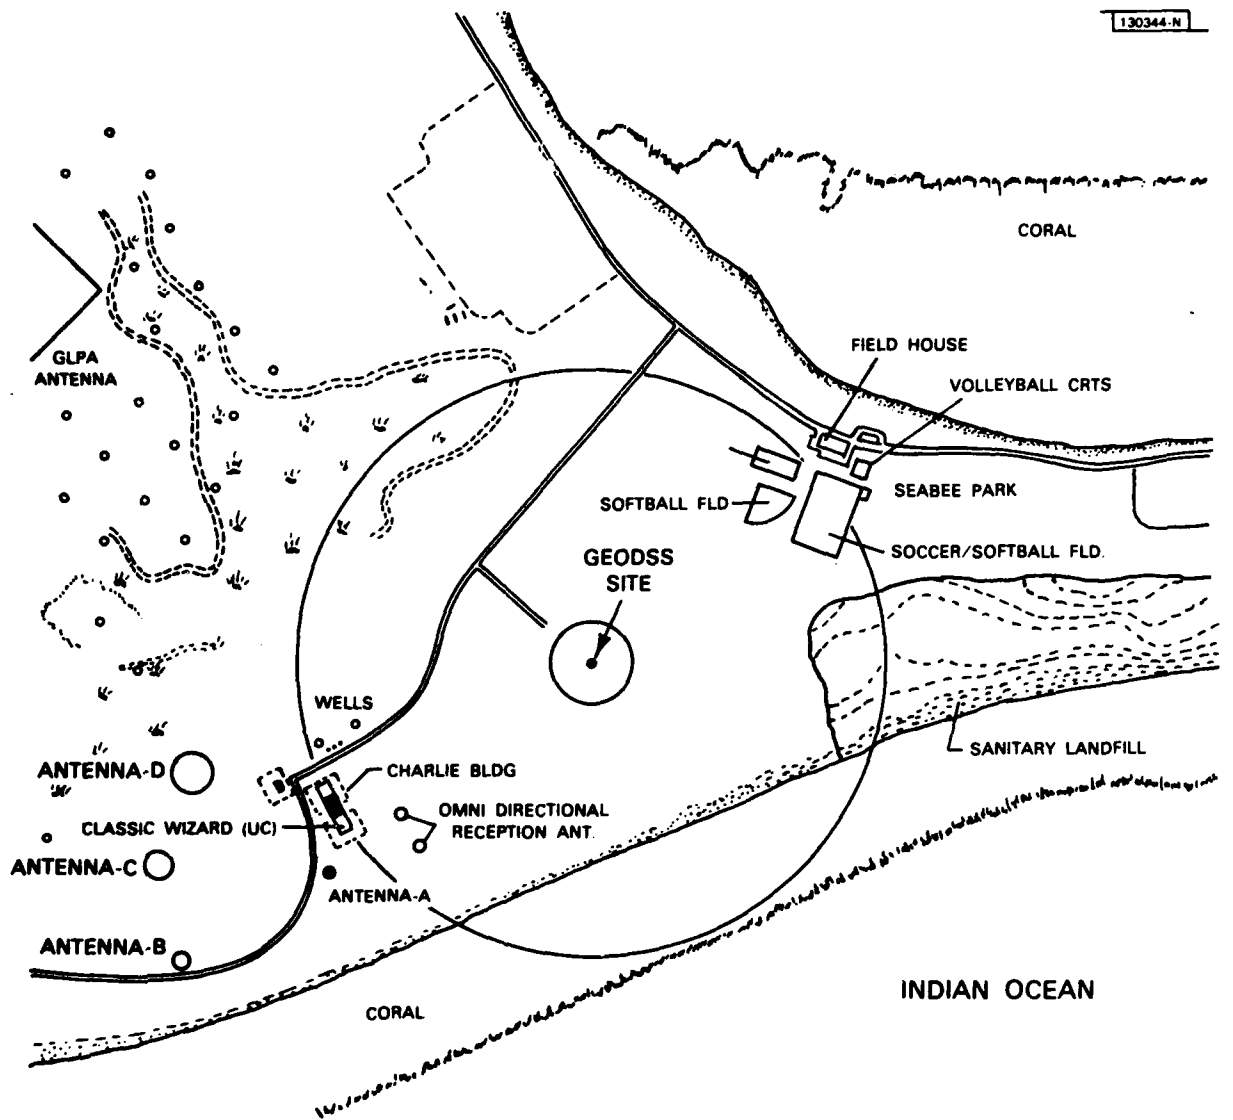 130344-N
CORAL
FIELD HOUSE
GLPA
ANTENNA
VOLLEYBALL CRTS
SEABEE PARK
SOFTBALL FLD
SOCCER/SOFTBALL FLD.
GEODSS
SITE
WELLS
SANITARY LANDFILL
ANTENNA-D
CHARLIE BLDG
OMNI DIRECTIONAL
RECEPTION ANT.
CLASSIC WIZARD (UC)
ANTENNA-C
ANTENNA-A
ANTENNA-B
INDIAN OCEAN
CORAL